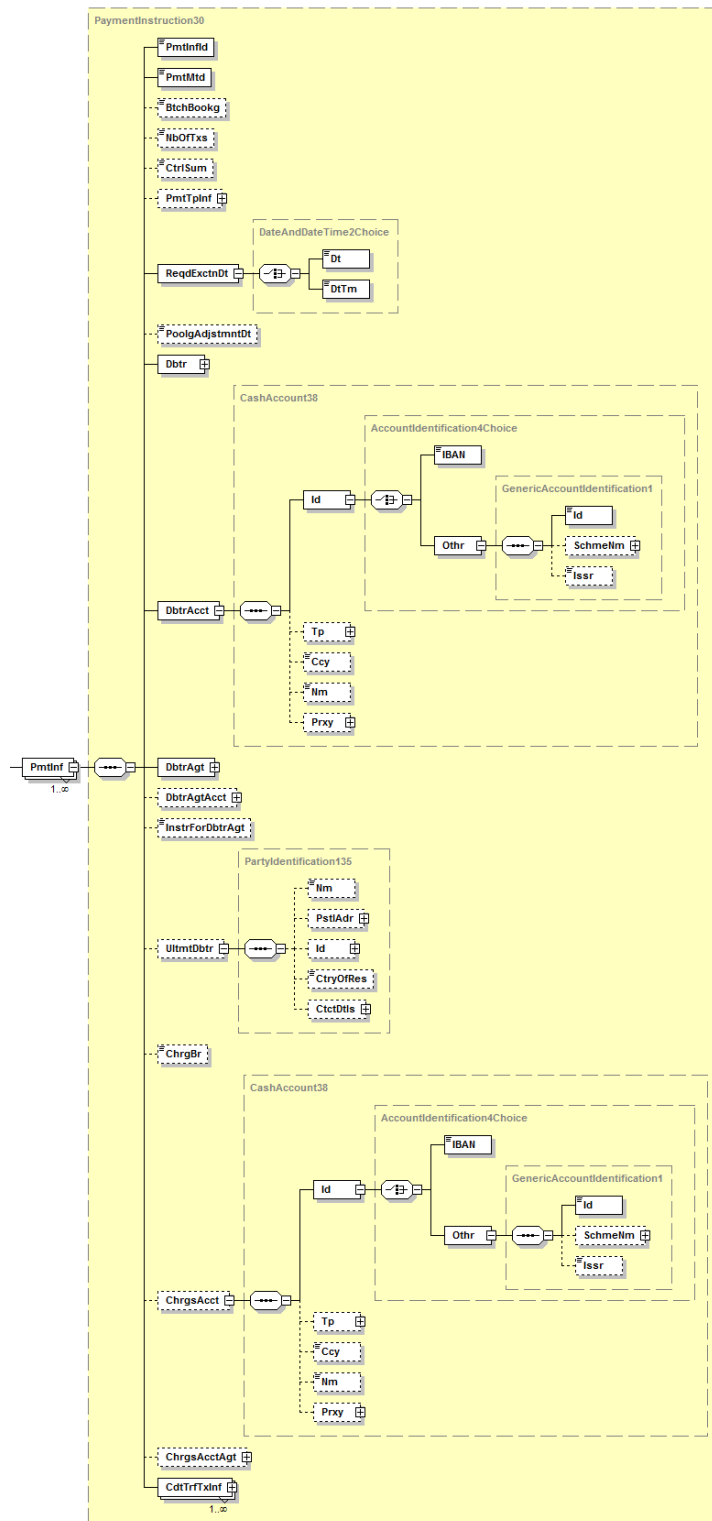 PaymentInstruction30
PmtInfId
PmtMtd
BtchBookg
NbOfTxs
CtrlSum
PmtTpInf
DateAndDateTime2Choice
Dt
ReqdExctnDt
DtTm
PoolgAdjstmntDt
Dbtr
CashAccount38
AccountIdentification4Choice
IBAN
GenericAccountIdentification1
Id
Id
Othr
SchmeNm
Issr
DbtrAcct
Tp
Ccy
Nm
Prxy
PmtInf
1..∞
DbtrAgt
DbtrAgtAcct
InstrForDbtrAgt
PartyIdentification135
Nm
PstlAdr
UltmtDbtr
Id
CtryOfRes
CtctDtls
ChrgBr
CashAccount38
AccountIdentification4Choice
IBAN
GenericAccountIdentification1
Id
Id
Othr
SchmeNm
Issr
ChrgsAcct
Tp
Ccy
Nm
Prxy
ChrgsAcctAgt
CdtTrfTxInf
1..∞